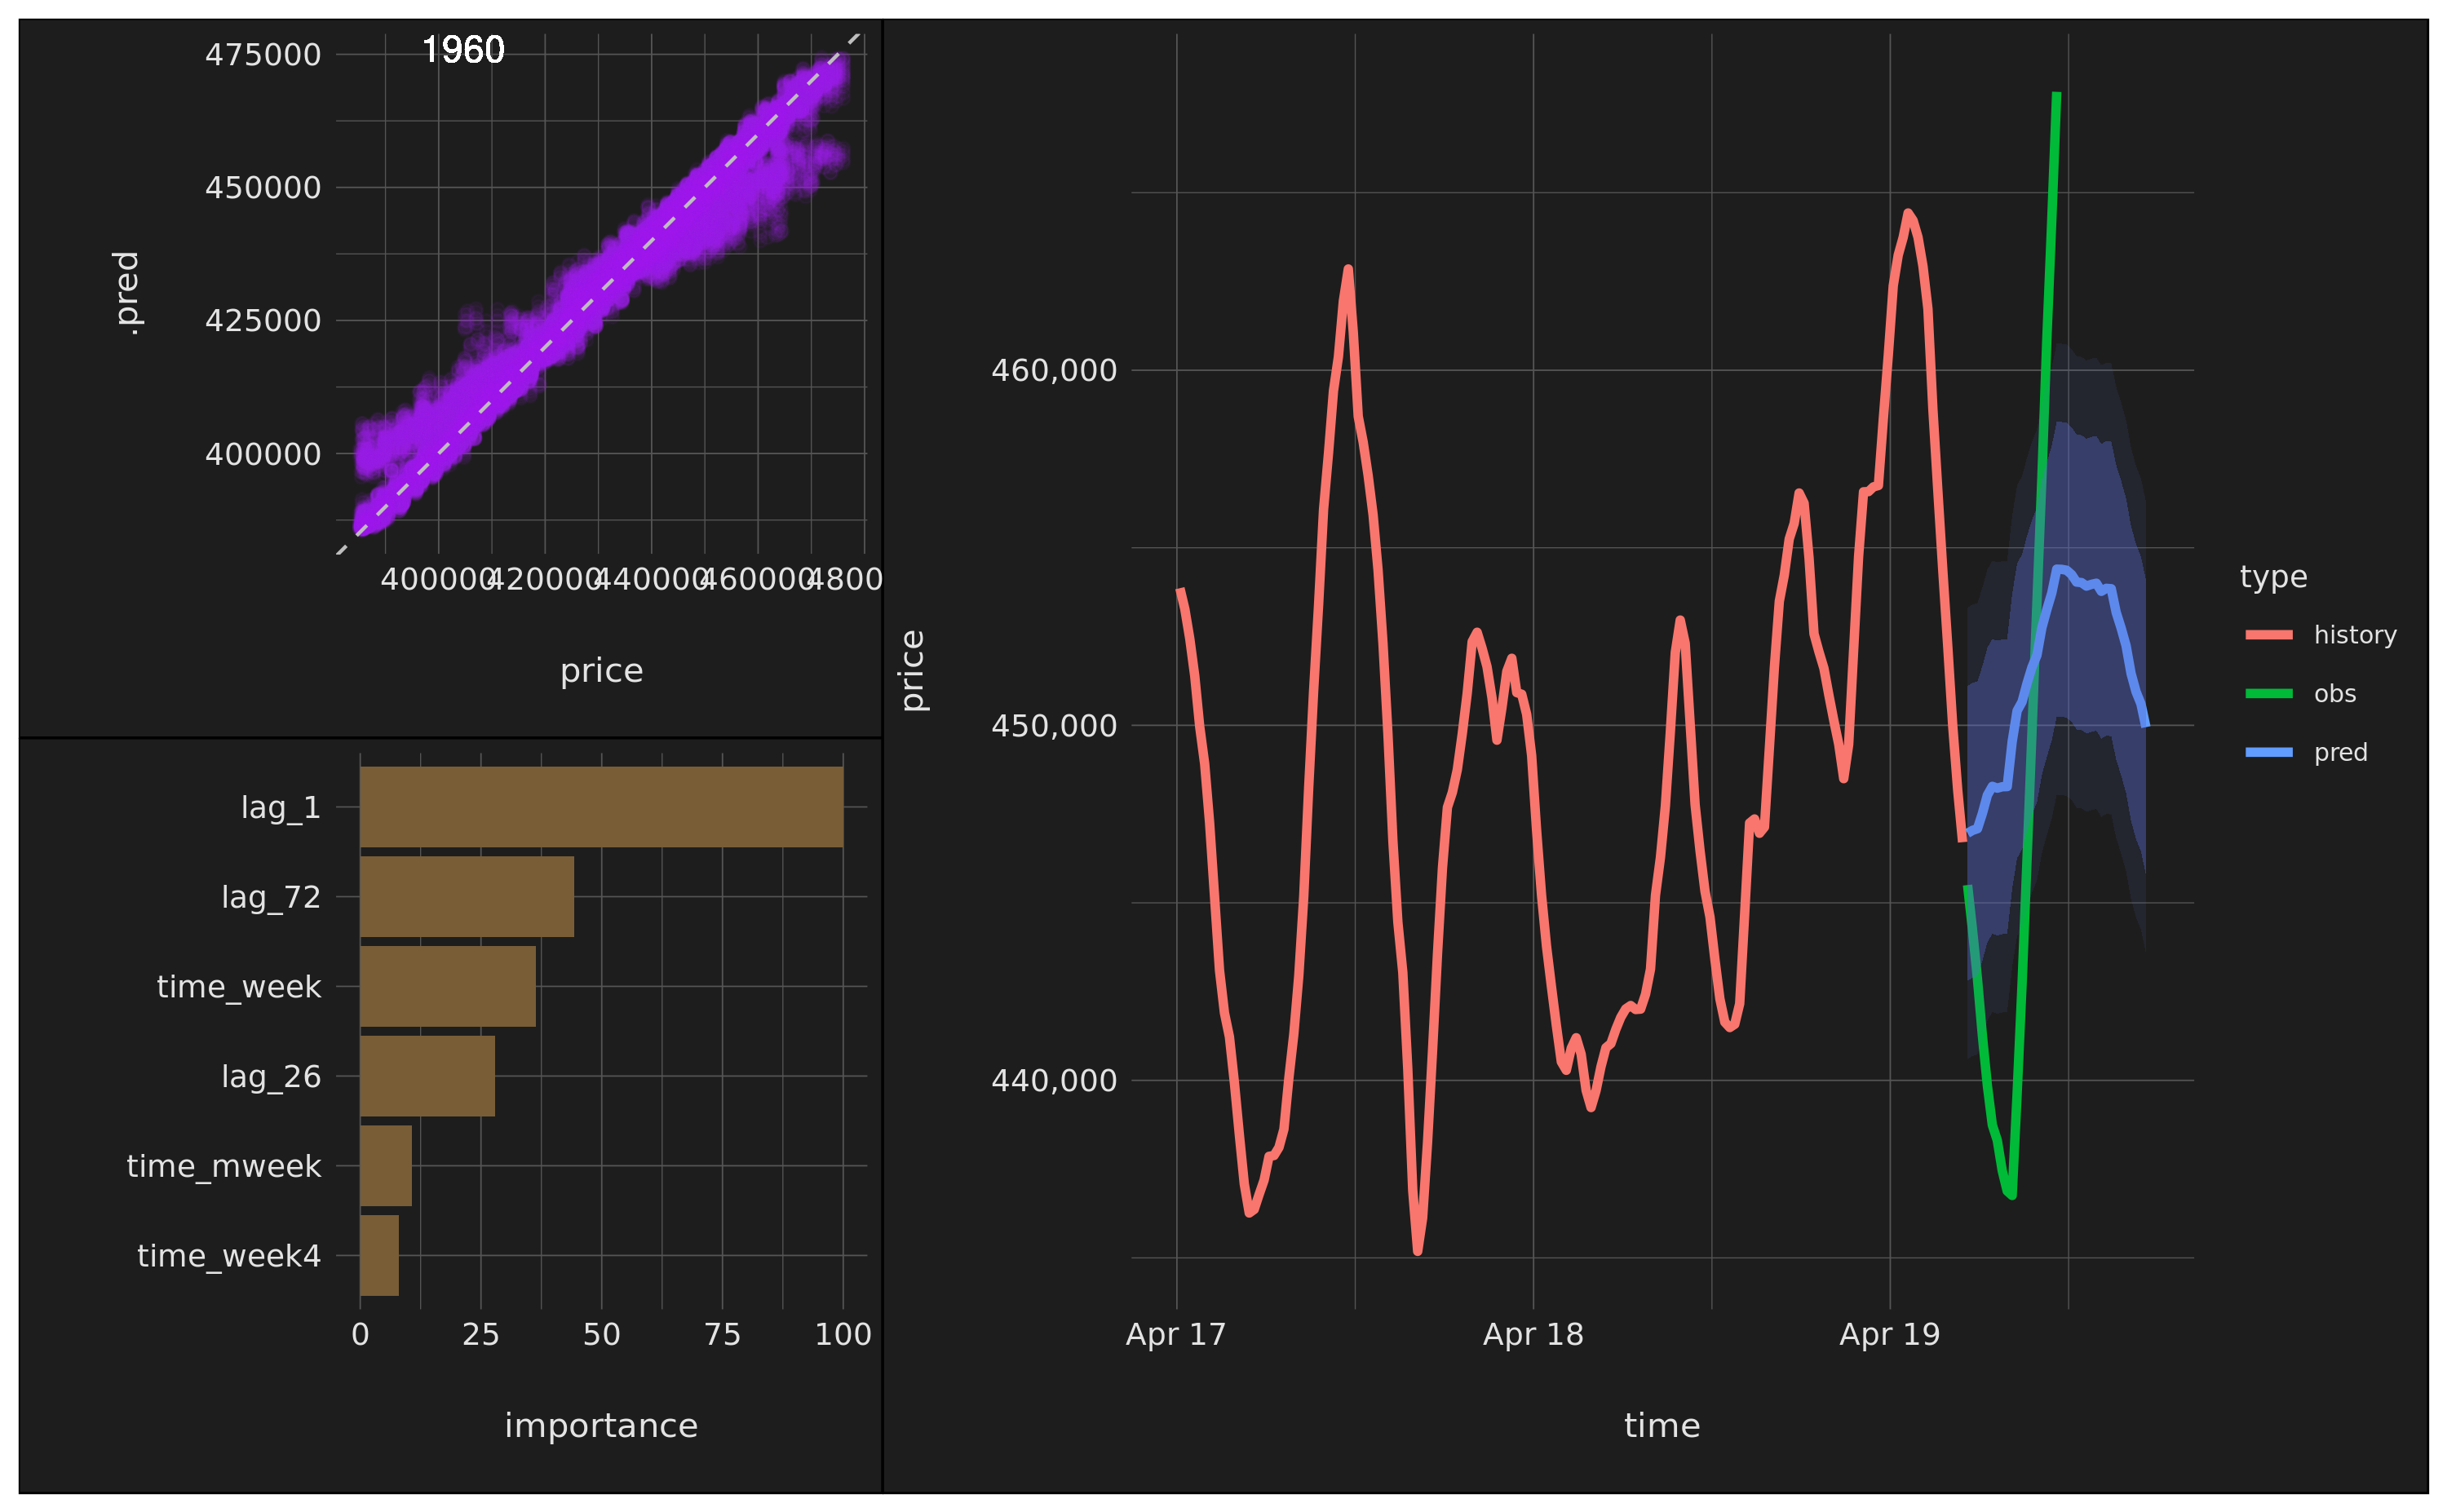 1960
475000
450000
425000
400000
.pred
400000 420000 440000 460000 4800
price
lag_1
lag_72
time_week
lag_26
time_mweek
time_week4
0 25 50 75 100
importance
460,000
450,000
440,000
price
Apr 17 Apr 18 Apr 19
time
type
history
obs
pred